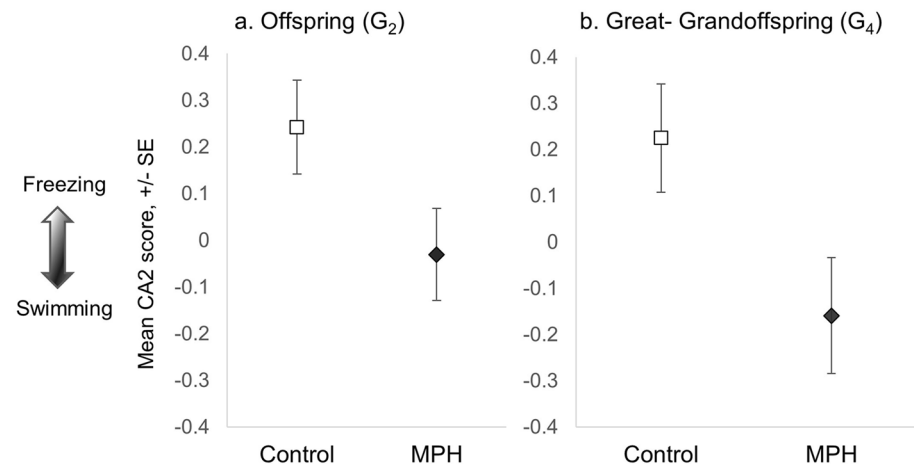 a. Offspring (G₂)
b. Great- Grandoffspring (G₄)
Freezing
Swimming
Mean CA2 score, +/- SE
0.4
0.3
0.2
0.1
0
-0.1
-0.2
-0.3
-0.4
Control
MPH
0.4
0.3
0.2
0.1
0
-0.1
-0.2
-0.3
-0.4
Control
MPH